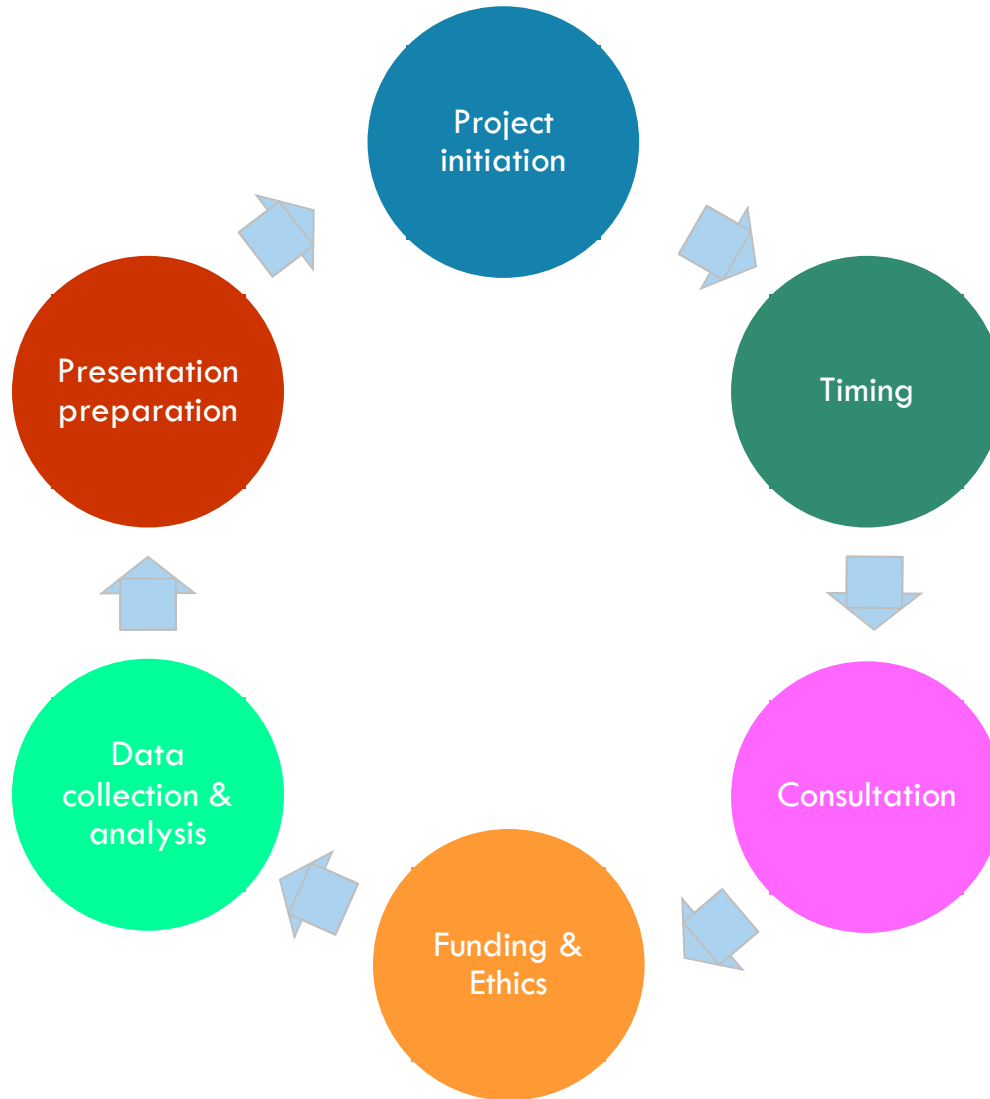 Project
initiation
Timing
Consultation
Funding &
Ethics
Data
collection &
analysis
Presentation
preparation